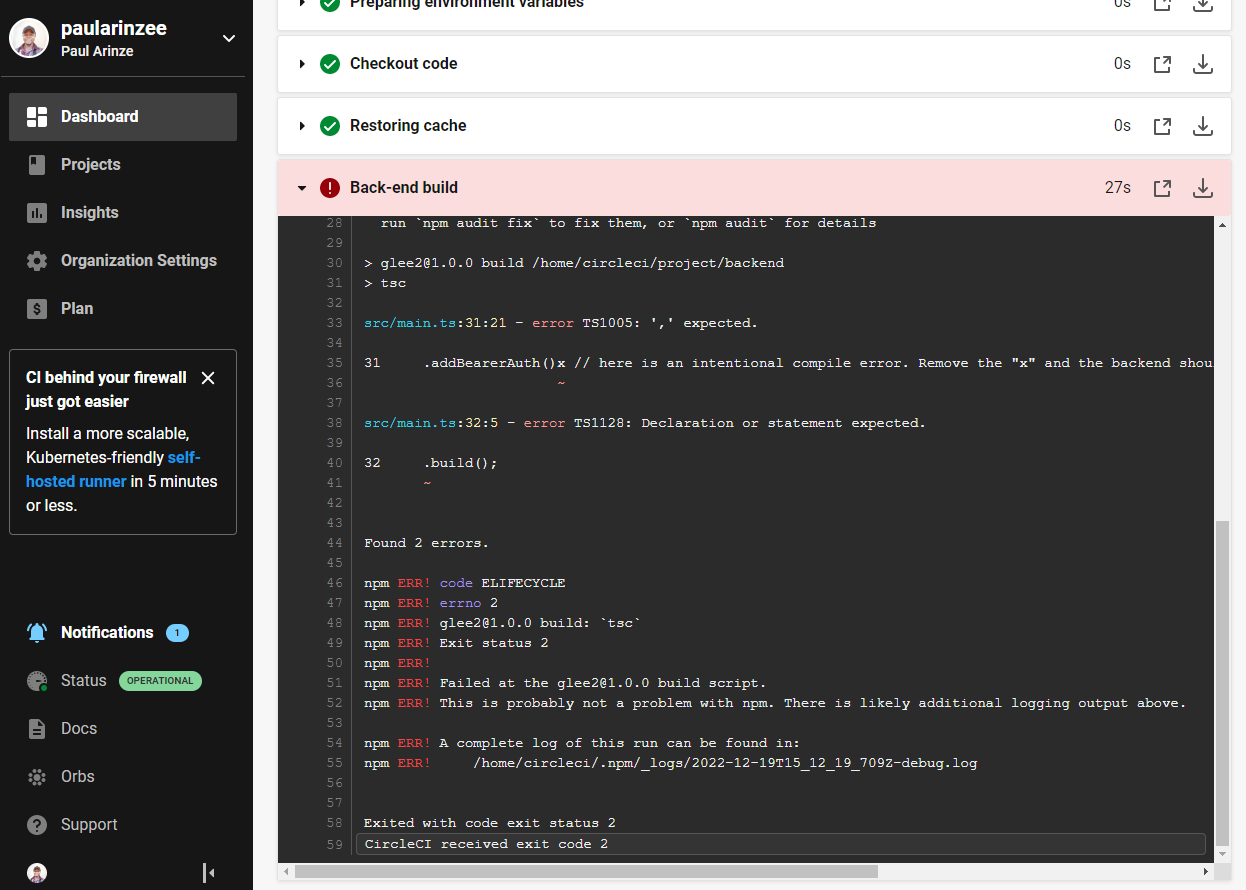 paularinzee
Paul Arinze
Dashboard
Projects
Insights
Organization Settings
Plan
CI behind your firewall
just got easier
Install a more scalable,
Kubernetes-friendly self-
hosted runner in 5 minutes
or less.
Notifications 1
Status OPERATIONAL
Docs
Orbs
Support
Preparing environment variables 0s
Checkout code 0s
Restoring cache 0s
Back-end build 27s
28 run `npm audit fix` to fix them, or `npm audit` for details
29
30 > glee2@1.0.0 build /home/circleci/project/backend
31 > tsc
32
33 src/main.ts:31:21 - error TS1005: ',' expected.
34
35 31 .addBearerAuth()x // here is an intentional compile error. Remove the "x" and the backend shou
36 ~
37
38 src/main.ts:32:5 - error TS1128: Declaration or statement expected.
39
40 32 .build();
41 ~
42
43
44 Found 2 errors.
45
46 npm ERR! code ELIFECYCLE
47 npm ERR! errno 2
48 npm ERR! glee2@1.0.0 build: `tsc`
49 npm ERR! Exit status 2
50 npm ERR!
51 npm ERR! Failed at the glee2@1.0.0 build script.
52 npm ERR! This is probably not a problem with npm. There is likely additional logging output above.
53
54 npm ERR! A complete log of this run can be found in:
55 npm ERR! /home/circleci/.npm/_logs/2022-12-19T15_12_19_709Z-debug.log
56
57
58 Exited with code exit status 2
59 CircleCI received exit code 2